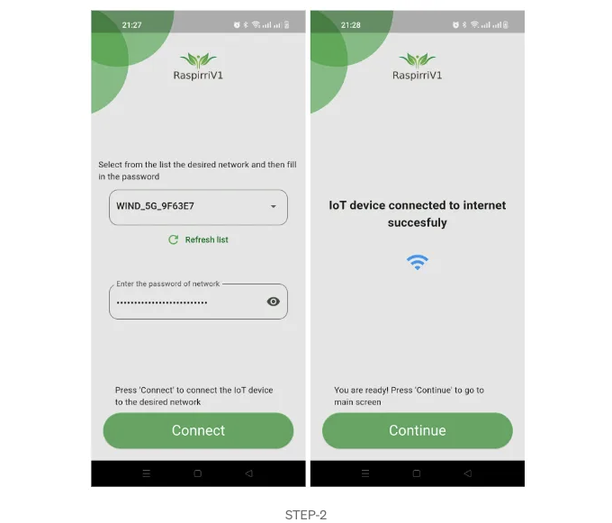 21:27
RaspirriV1
Select from the list the desired network and then fill
in the password
WIND_5G_9F63E7
Refresh list
Enter the password of network
Press 'Connect' to connect the IoT device
to the desired network
Connect
21:28
RaspirriV1
IoT device connected to internet
succesfuly
You are ready! Press 'Continue' to go to
main screen
Continue
STEP-2